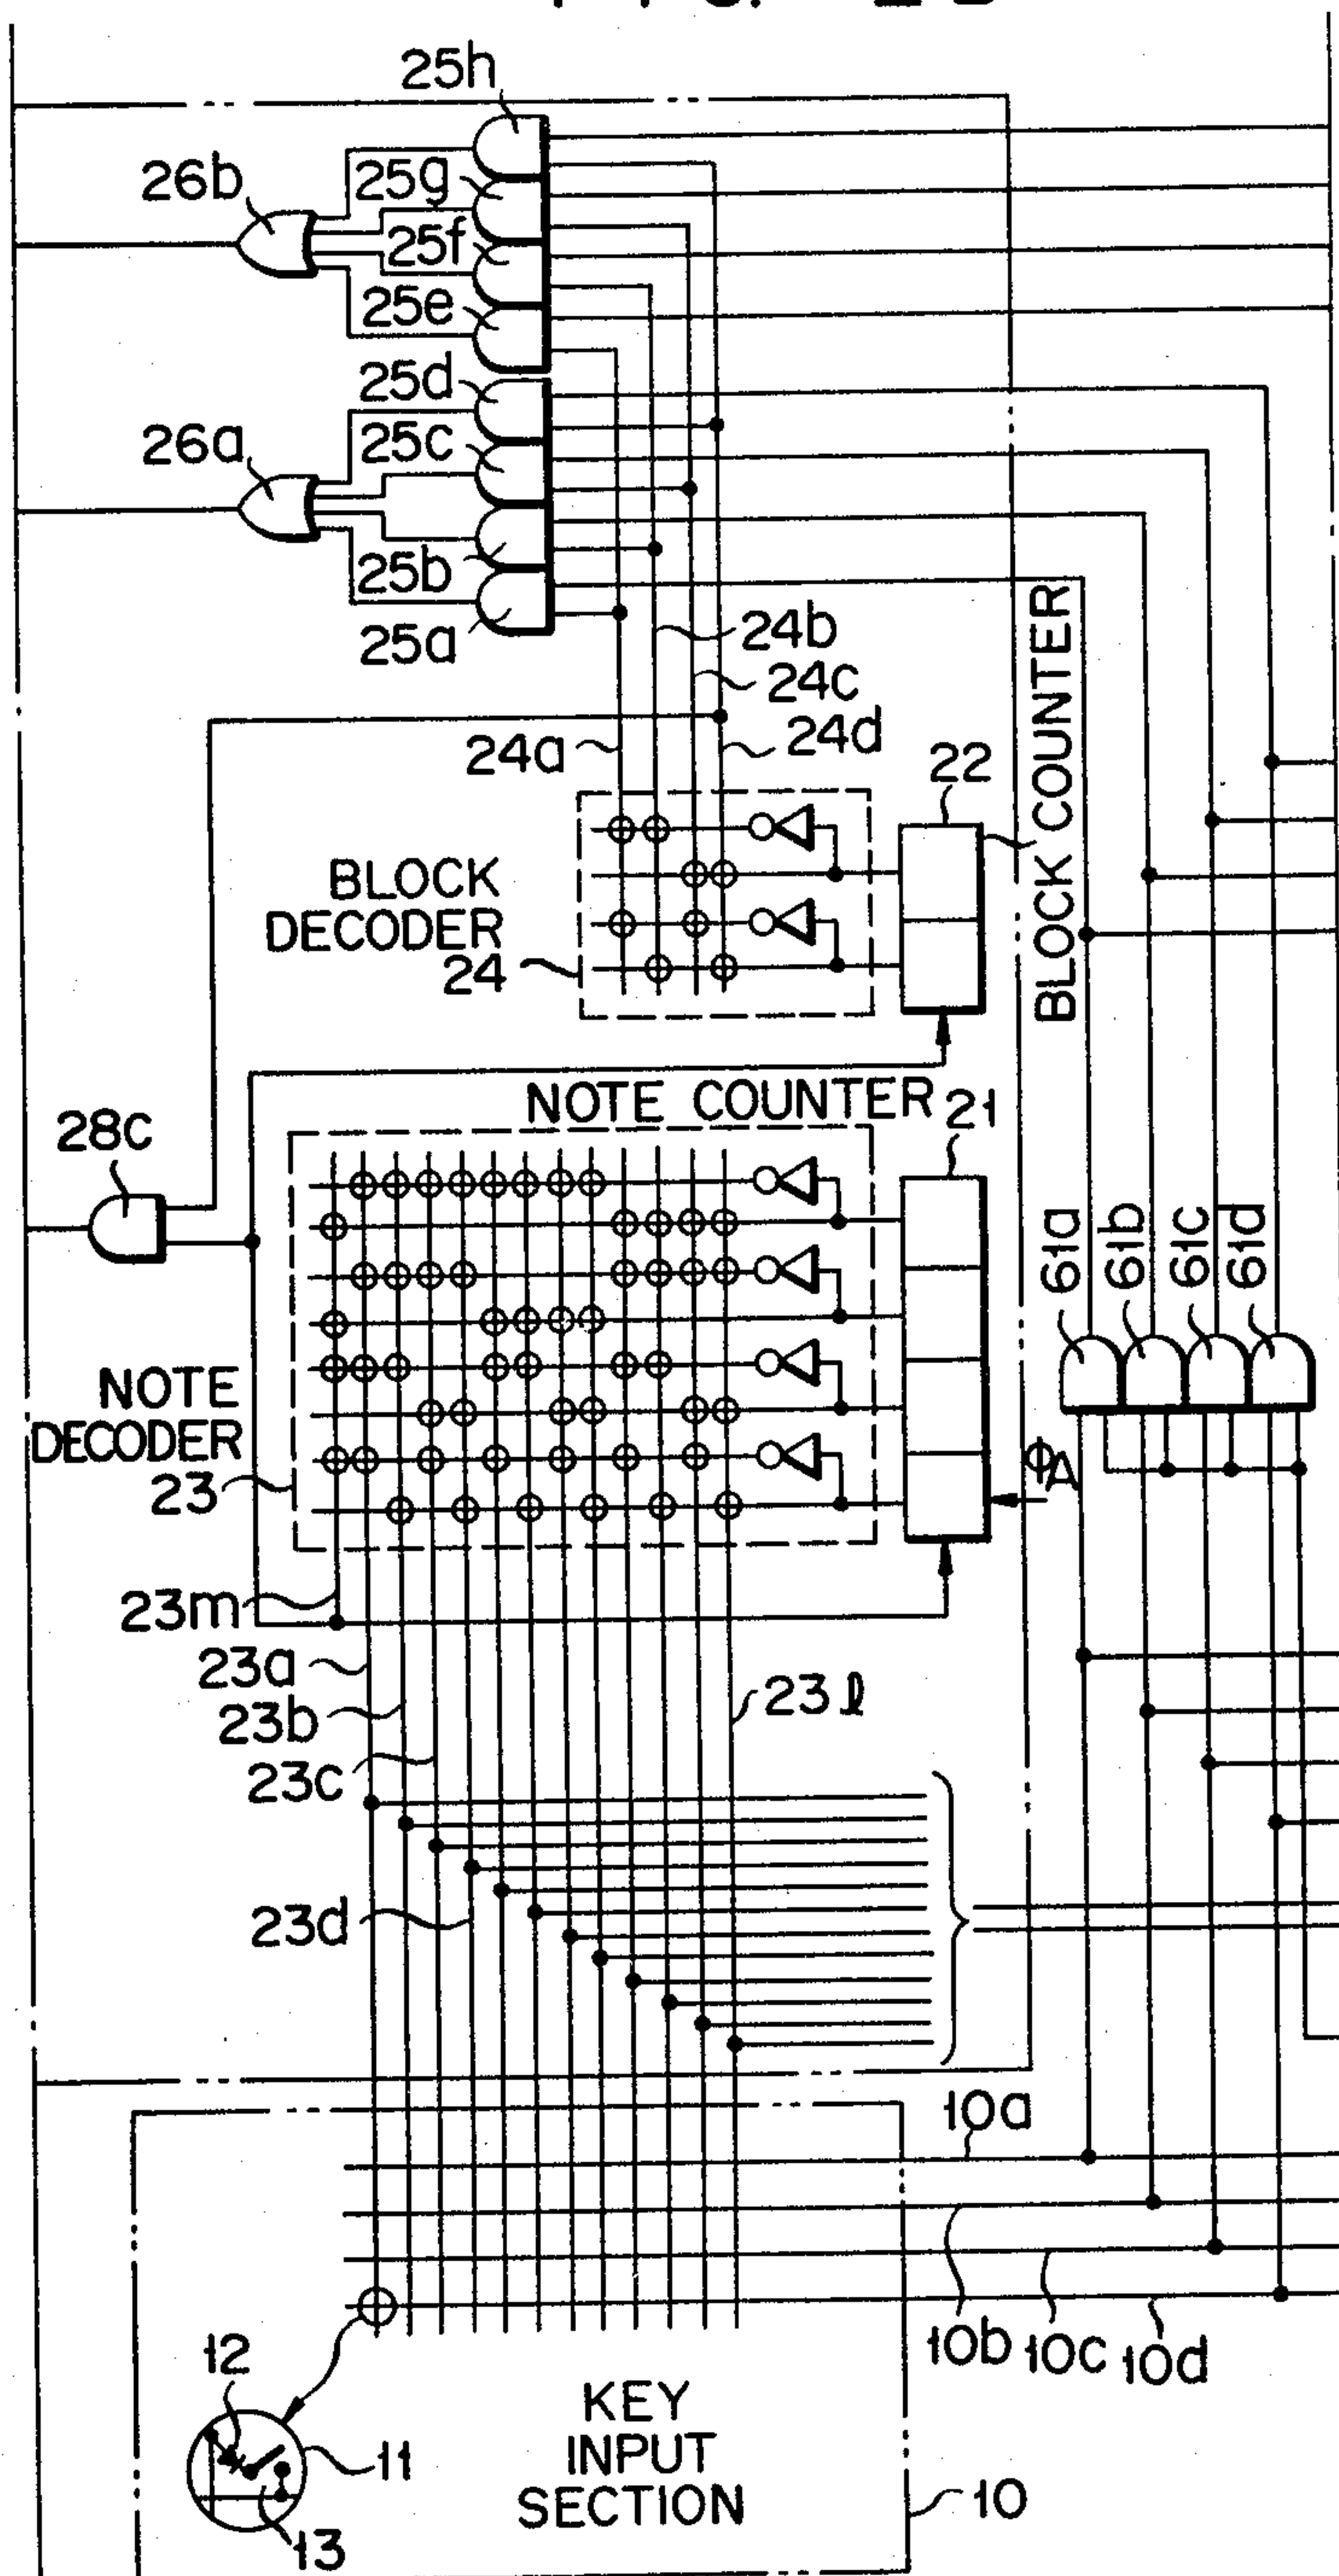 25h
26b
25g
25f
25e
25d
26a
25c
25b
25a
24b
24c
24a
24d
22
BLOCK COUNTER
BLOCK
DECODER
24
NOTE COUNTER
21
28c
61a
61b
61c
61d
NOTE
DECODER
23
ΦA
23m
23a
23b
23l
23c
23d
10a
10b
10c
10d
12
11
13
KEY
INPUT
SECTION
10